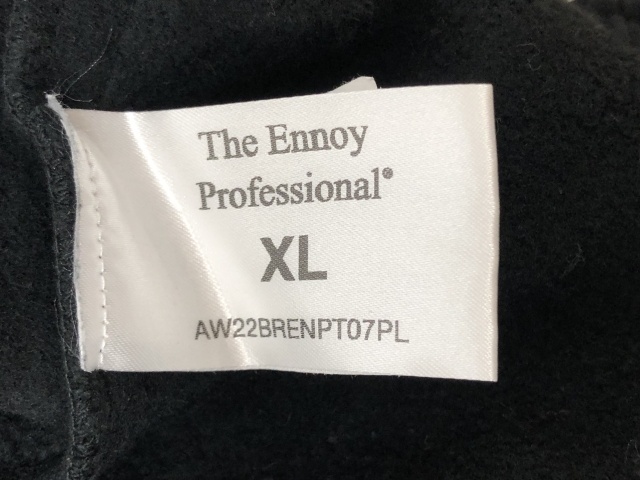 The Ennoy
Professional®
XL
AW22BRENPT07PL